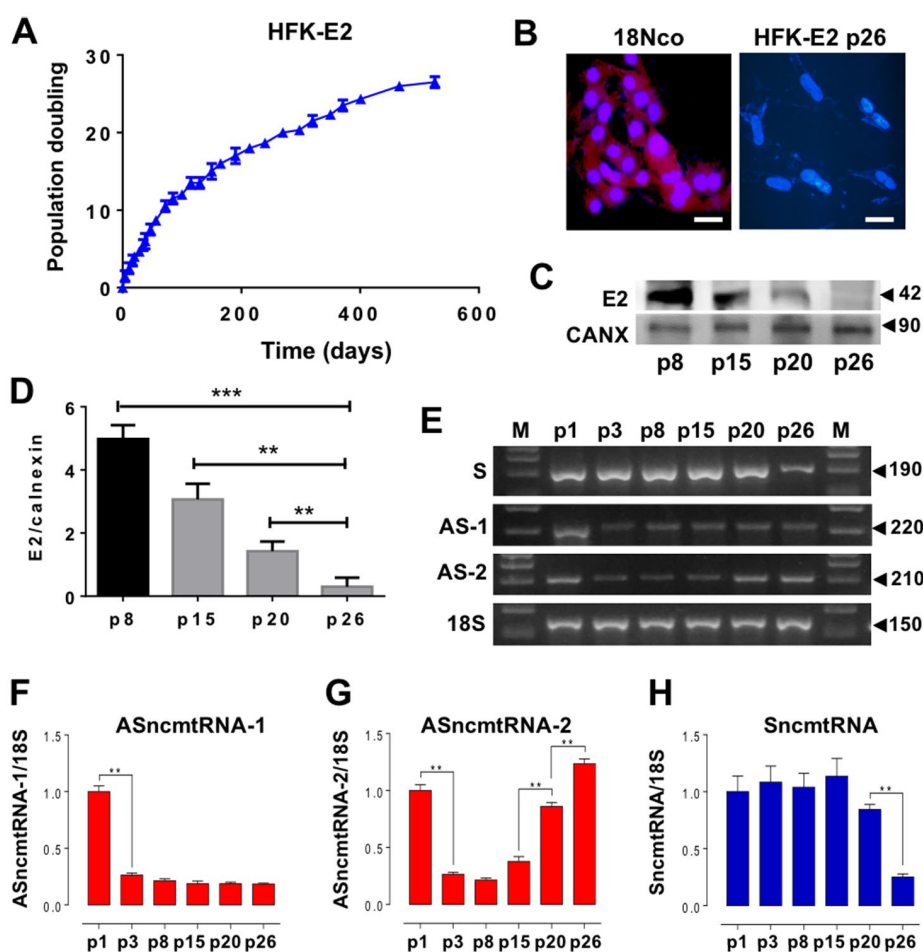 A
HFK-E2
Population doubling
30
20
10
0
0 200 400 600
Time (days)
B
18Nco HFK-E2 p26
C
E2 42
CANX 90
p8 p15 p20 p26
D
E2/calnexin
6
4
2
0
***
**
**
p8 p15 p20 p26
E
M p1 p3 p8 p15 p20 p26 M
S 190
AS-1 220
AS-2 210
18S 150
F
ASncmtRNA-1
ASncmtRNA-1/18S
1.5
1.0
0.5
0.0
**
p1 p3 p8 p15 p20 p26
G
ASncmtRNA-2
ASncmtRNA-2/18S
1.5
1.0
0.5
0.0
**
**
**
p1 p3 p8 p15 p20 p26
H
SncmtRNA
SncmtRNA/18S
1.5
1.0
0.5
0.0
**
p1 p3 p8 p15 p20 p26